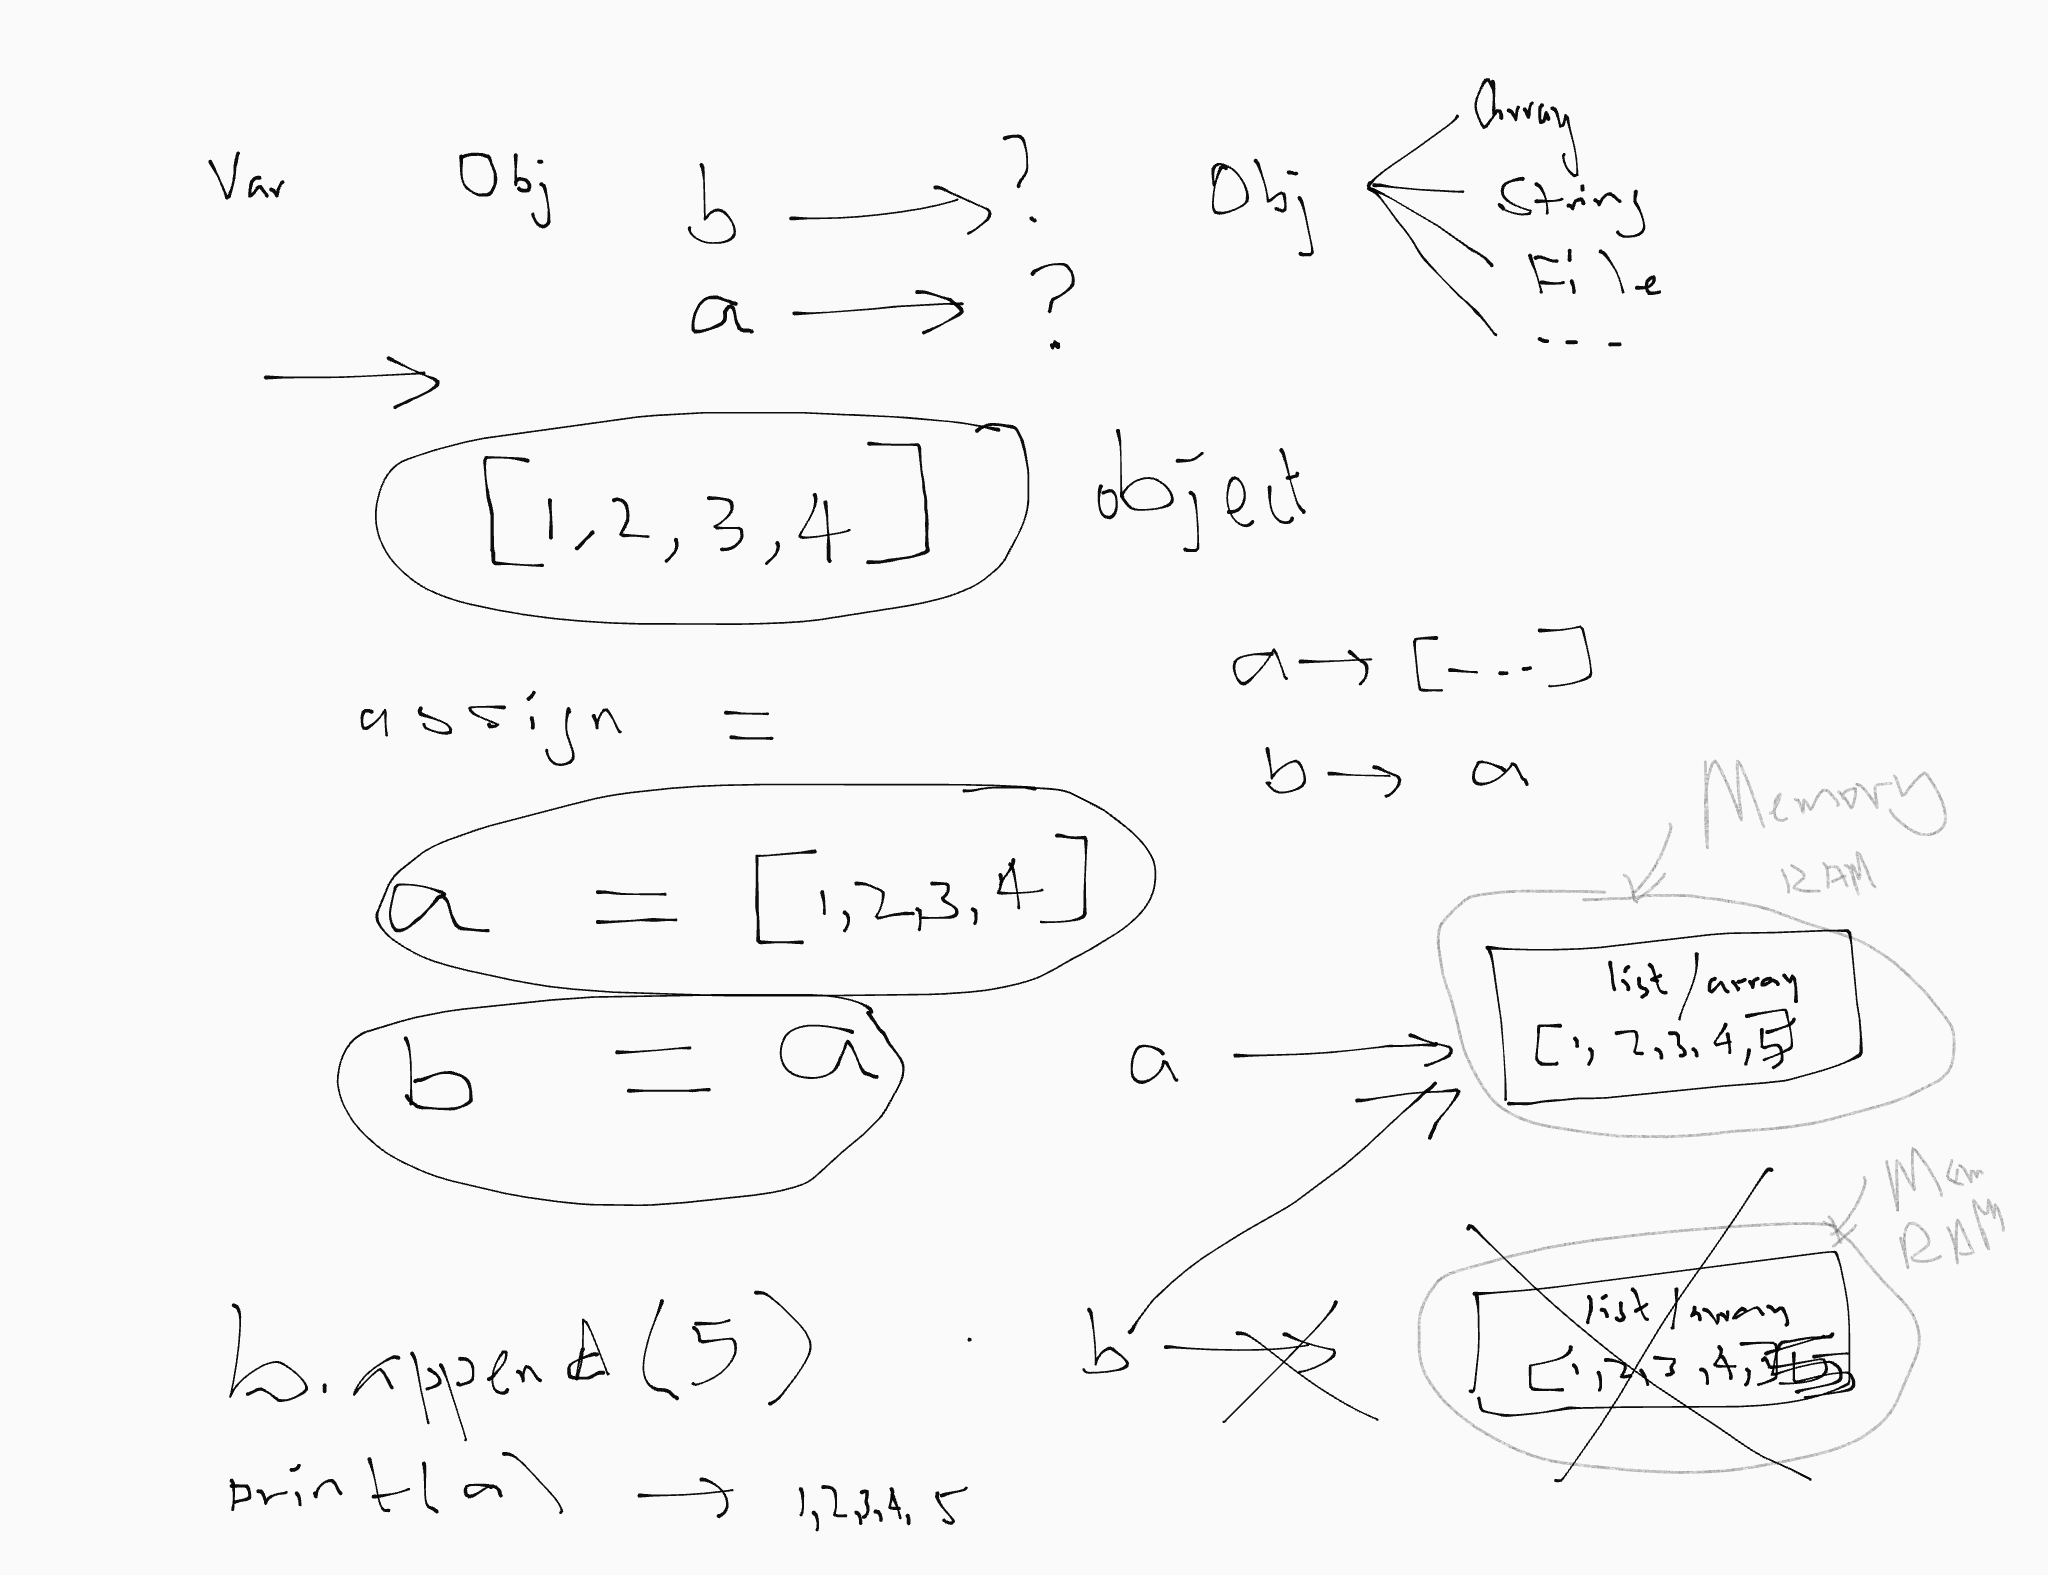 Var Obj b → ? Obj Array
String
File
- - -
a → ?
→
[1,2,3,4] object
assign =
a → [-...]
b → a
Memory
RAM
a = [1,2,3,4]
b = a
a →
list/array
[1, 2,3,4,5]
b →
Mem
RAM
list/array
[1,2,3,4,
b.append(5)
print(a) → 1,2,3,4,5